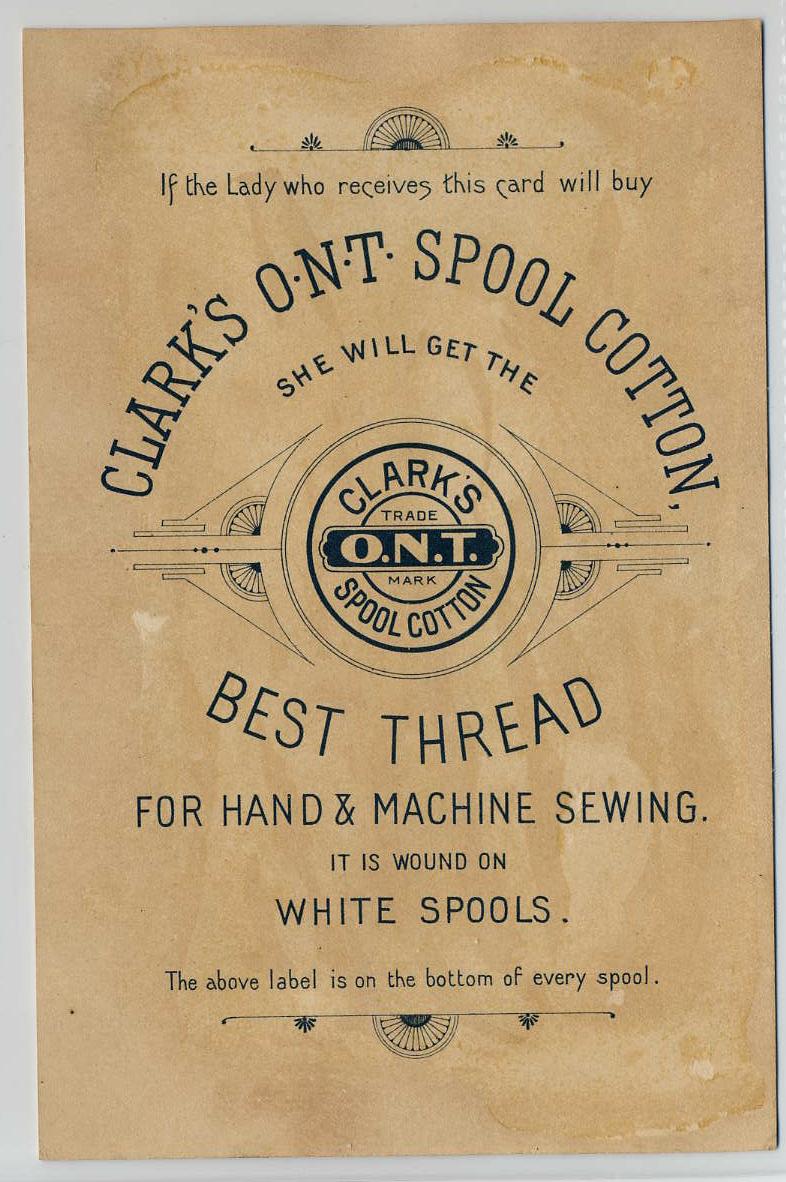 If the Lady who receives this card will buy
CLARK'S O·N·T· SPOOL COTTON,
SHE WILL GET THE
CLARK'S
TRADE
O.N.T.
MARK
SPOOL COTTON
BEST THREAD
FOR HAND & MACHINE SEWING.
IT IS WOUND ON
WHITE SPOOLS.
The above label is on the bottom of every spool.